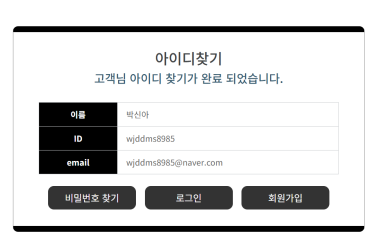 아이디찾기
고객님 아이디 찾기가 완료 되었습니다.
이름 박신아
ID wjddms8985
email wjddms8985@naver.com
비밀번호 찾기 로그인 회원가입